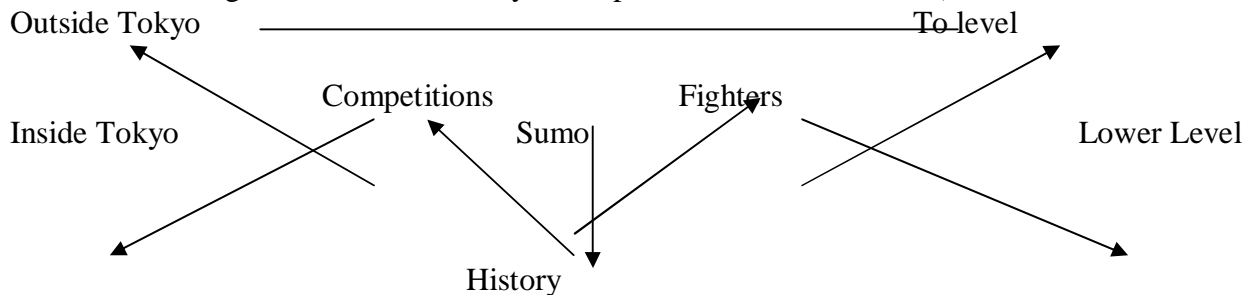 Outside Tokyo To level
Competitions Fighters
Inside Tokyo Sumo Lower Level
History